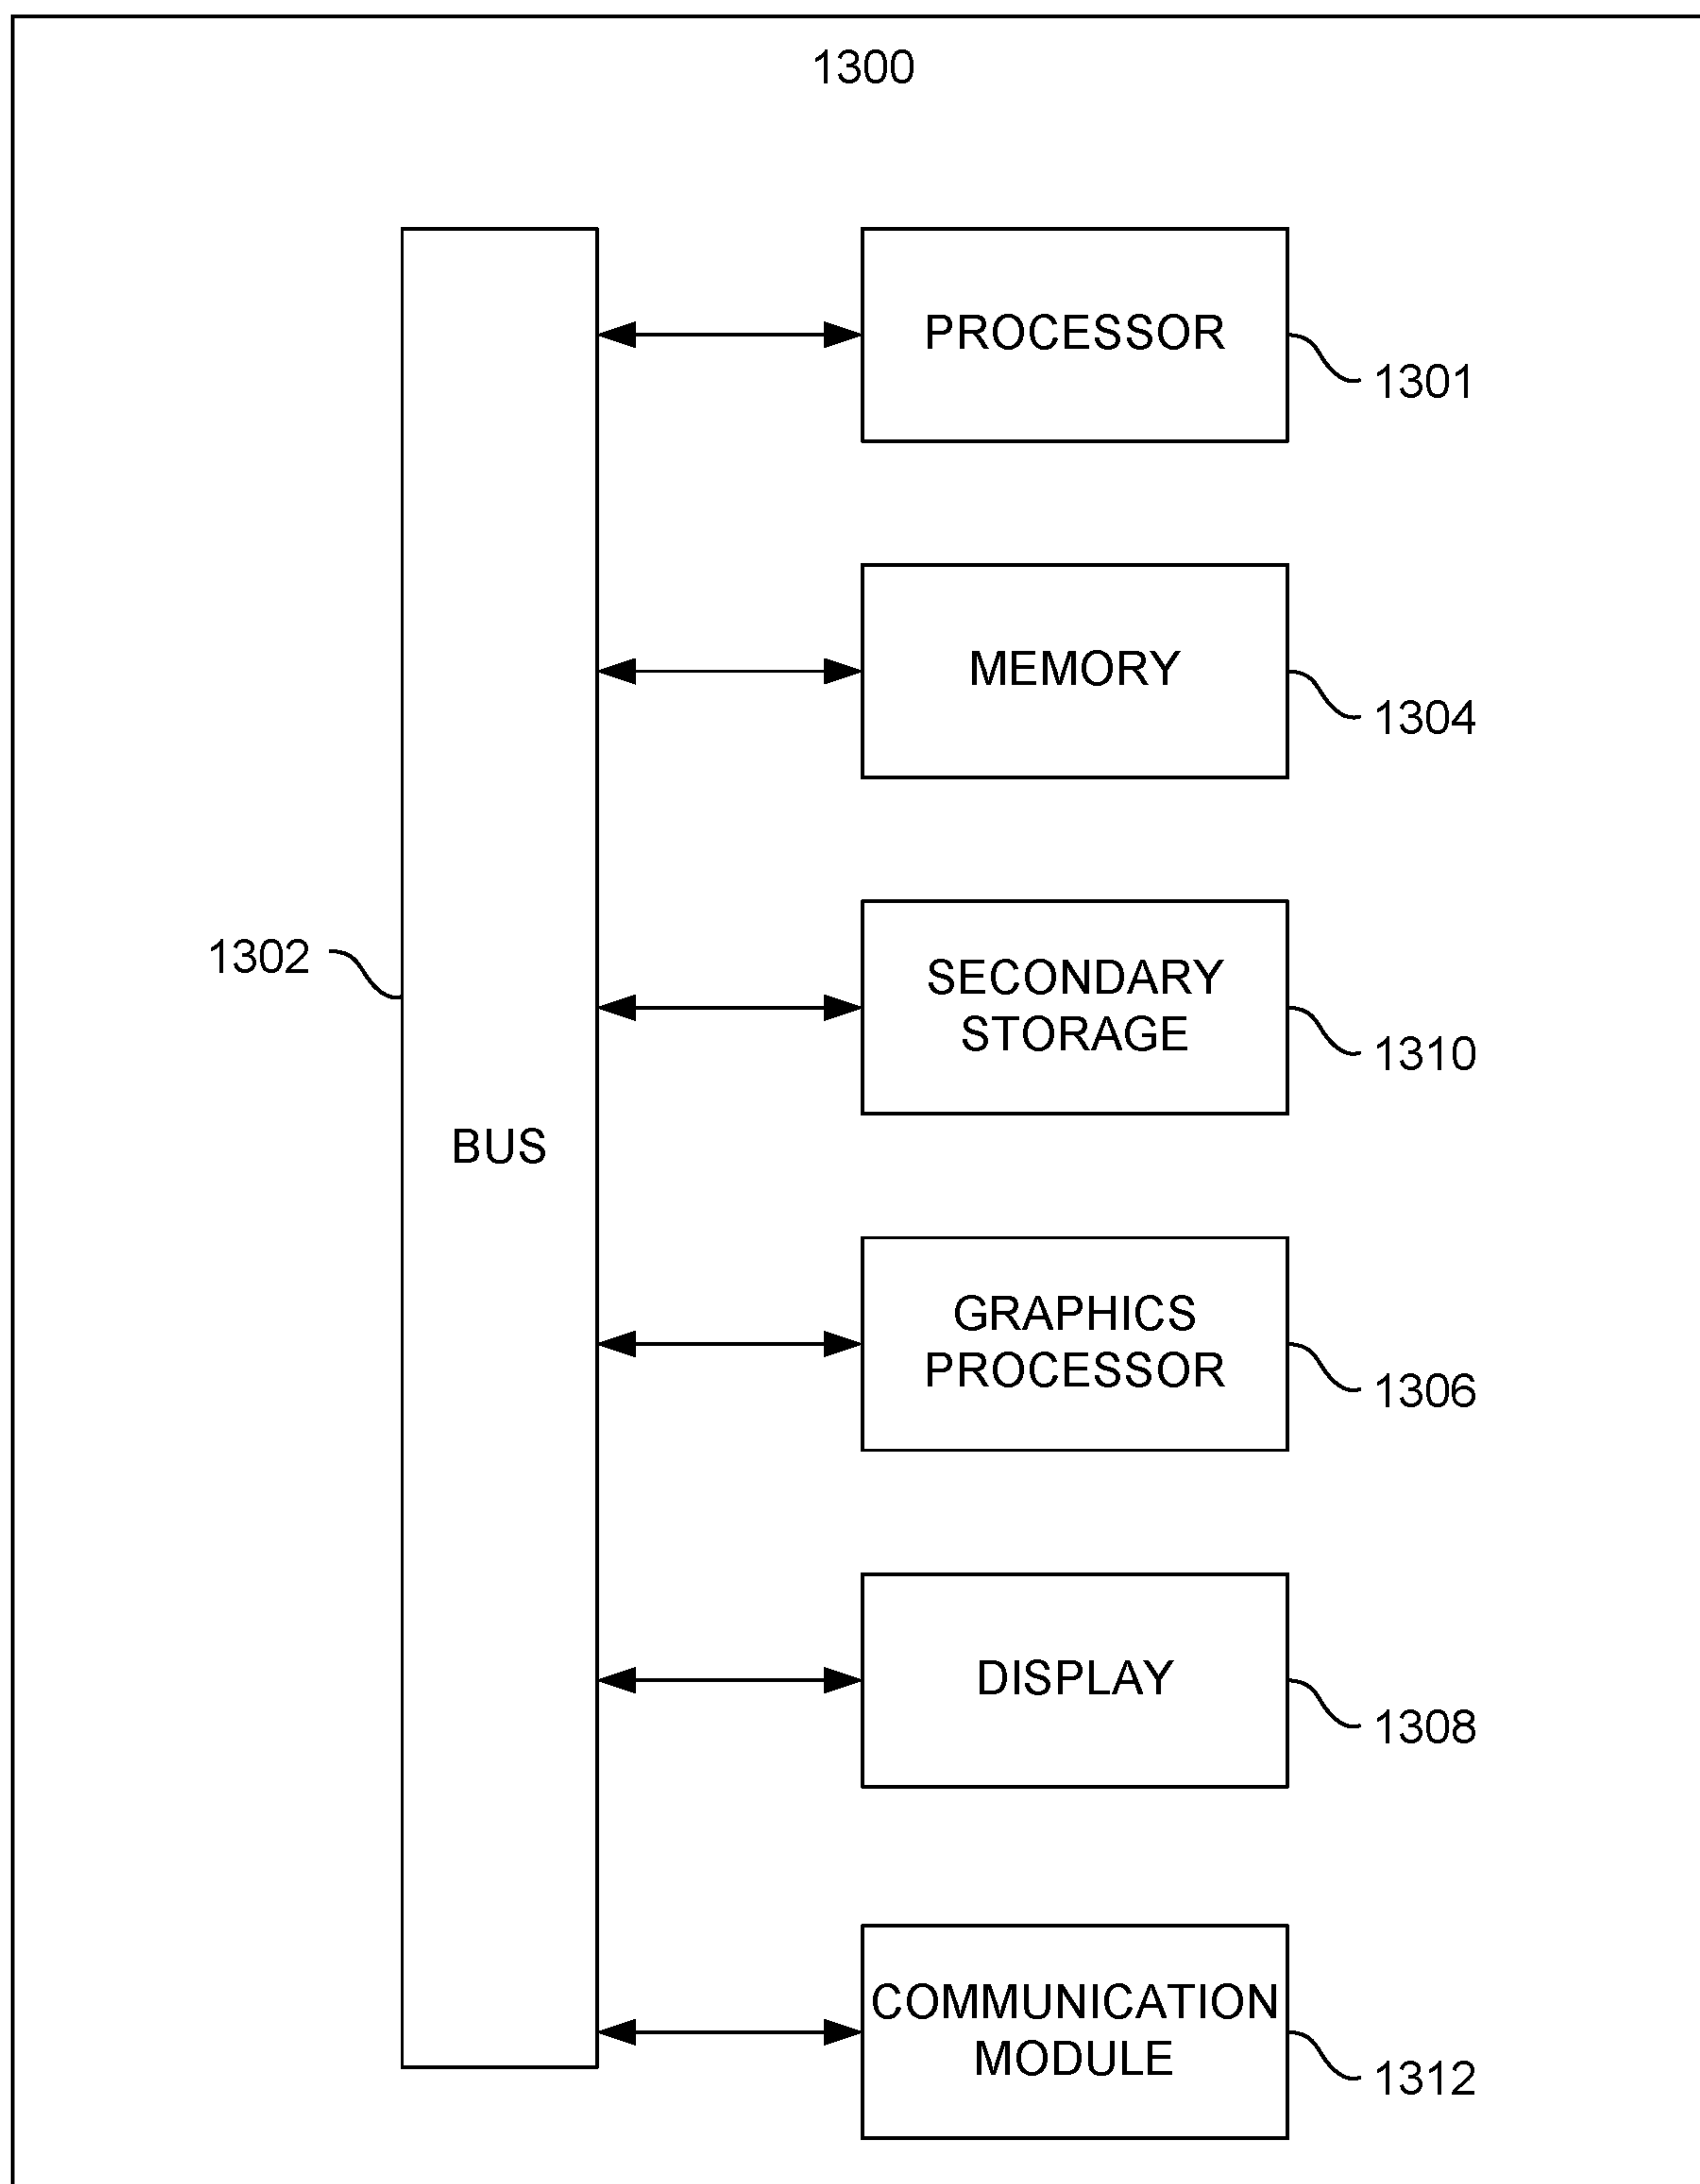 1300
PROCESSOR
1301
MEMORY
1304
1302
SECONDARY
STORAGE
1310
BUS
GRAPHICS
PROCESSOR
1306
DISPLAY
1308
COMMUNICATION
MODULE
1312